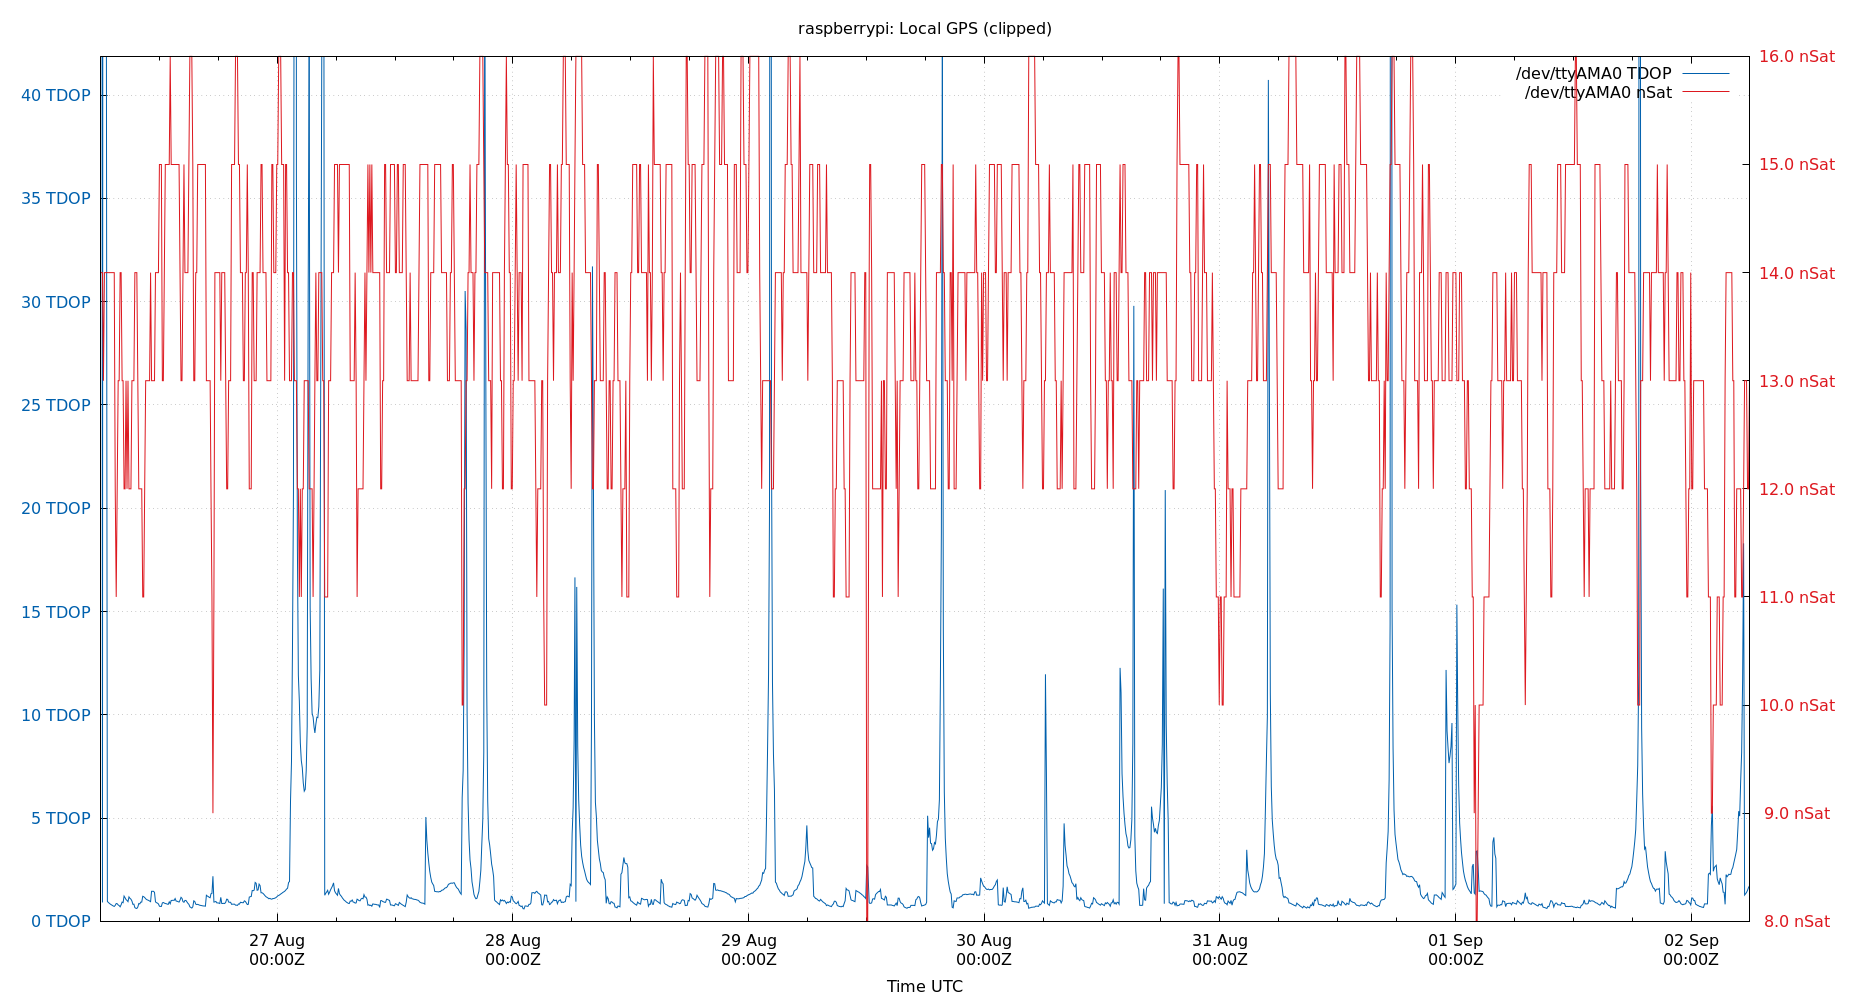 raspberrypi: Local GPS (clipped)
/dev/ttyAMA0 TDOP
/dev/ttyAMA0 nSat
40 TDOP
35 TDOP
30 TDOP
25 TDOP
20 TDOP
15 TDOP
10 TDOP
5 TDOP
0 TDOP
16.0 nSat
15.0 nSat
14.0 nSat
13.0 nSat
12.0 nSat
11.0 nSat
10.0 nSat
9.0 nSat
8.0 nSat
27 Aug
00:00Z
28 Aug
00:00Z
29 Aug
00:00Z
30 Aug
00:00Z
31 Aug
00:00Z
01 Sep
00:00Z
02 Sep
00:00Z
Time UTC